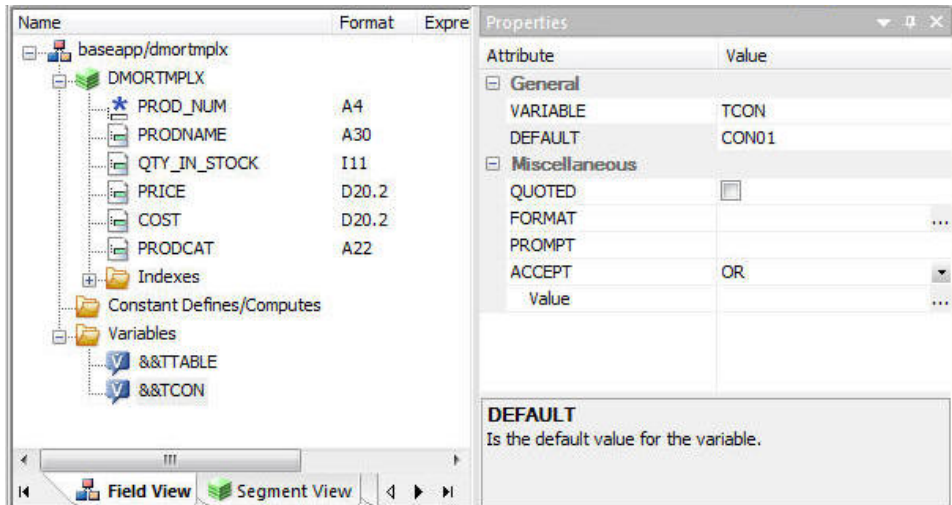 Name Format Expre
baseapp/dmortmplx
DMORTMPLX
PROD_NUM A4
PRODNAME A30
QTY_IN_STOCK I11
PRICE D20.2
COST D20.2
PRODCAT A22
Indexes
Constant Defines/Computes
Variables
&&TTABLE
&&TCON
Field View Segment View
Properties
Attribute Value
General
VARIABLE TCON
DEFAULT CON01
Miscellaneous
QUOTED
FORMAT ...
PROMPT
ACCEPT OR
Value ...
DEFAULT
Is the default value for the variable.